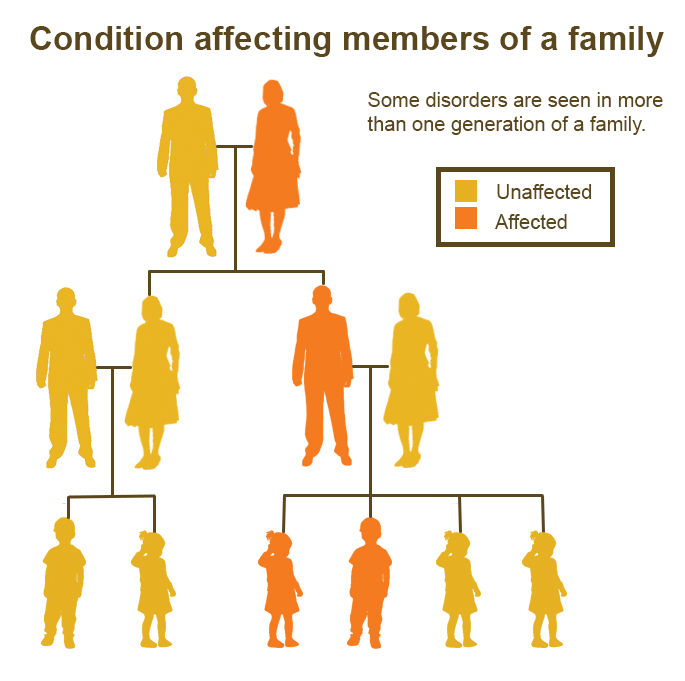 Condition affecting members of a family
Some disorders are seen in more
than one generation of a family.
Unaffected
Affected